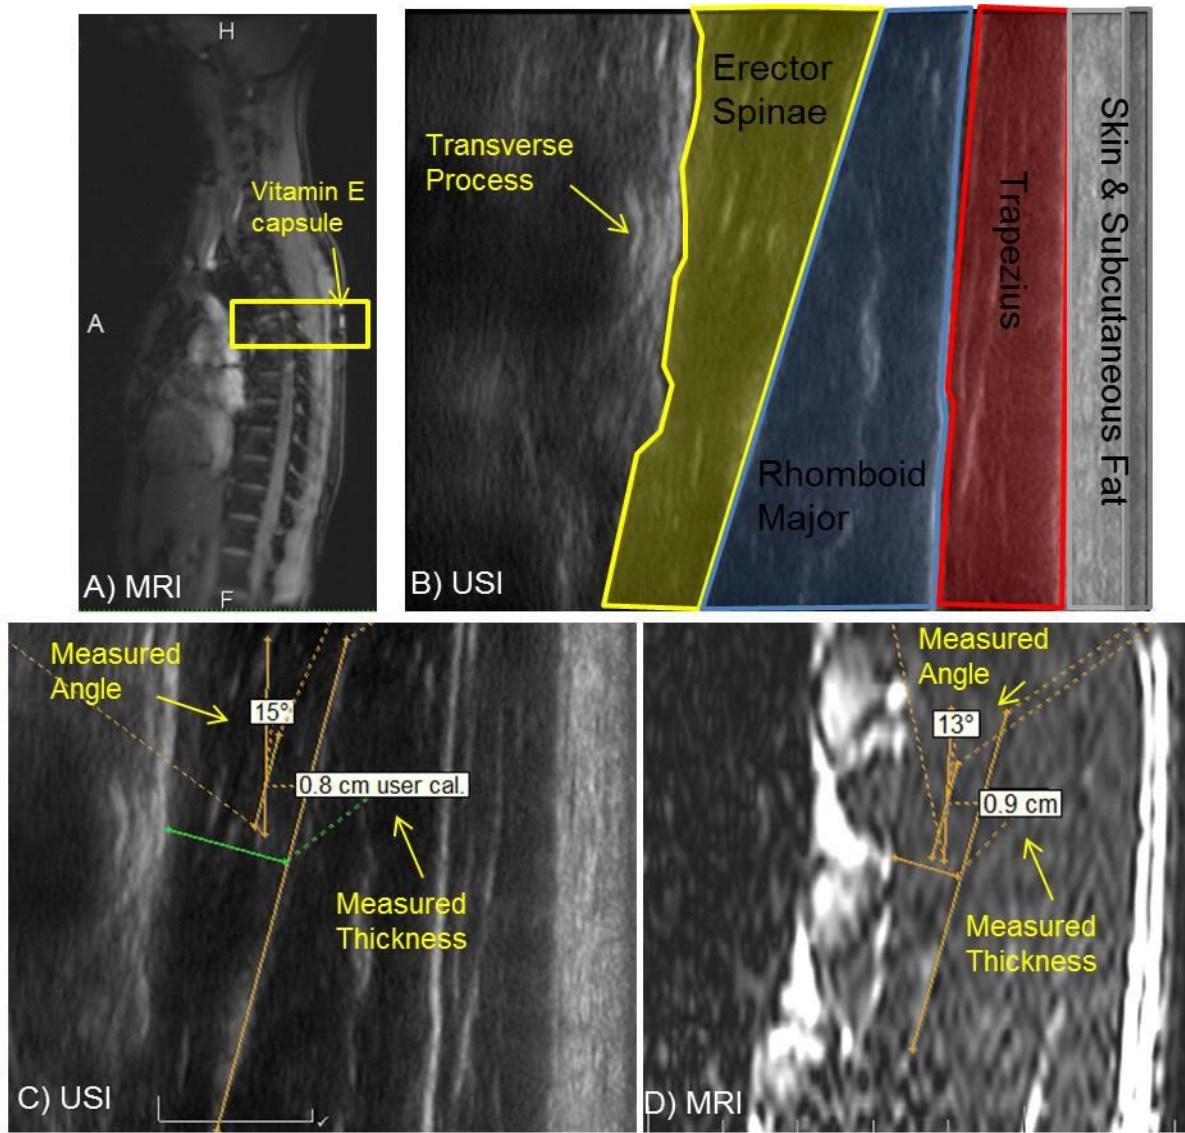 H
Vitamin E
capsule
A
A) MRI
F
Erector
Spinae
Transverse
Process
Trapezius
Skin & Subcutaneous Fat
Rhomboid
Major
B) USI
Measured
Angle
15°
0.8 cm user cal.
Measured
Thickness
C) USI
Measured
Angle
13°
0.9 cm
Measured
Thickness
D) MRI